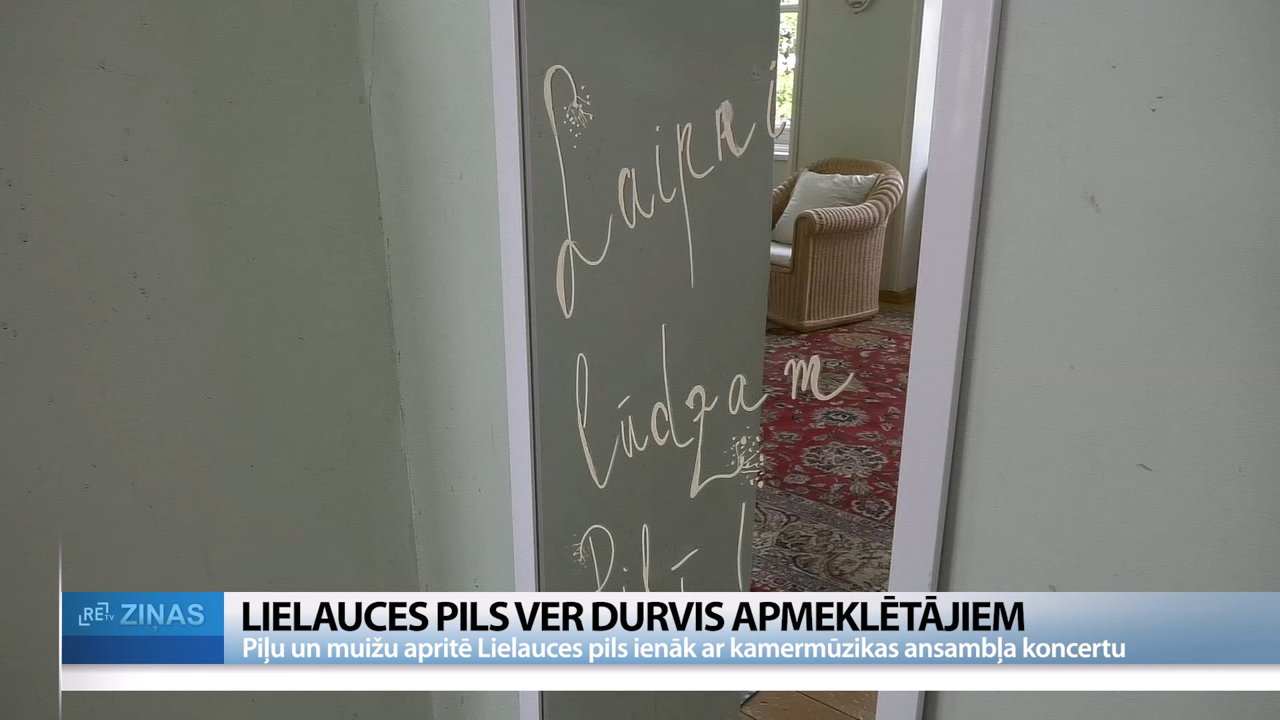 Laipni
lūdzam
Pilī!
RE TV ZIŅAS
LIELAUCES PILS VER DURVIS APMEKLĒTĀJIEM
Piļu un muižu apritē Lielauces pils ienāk ar kamermūzikas ansambļa koncertu